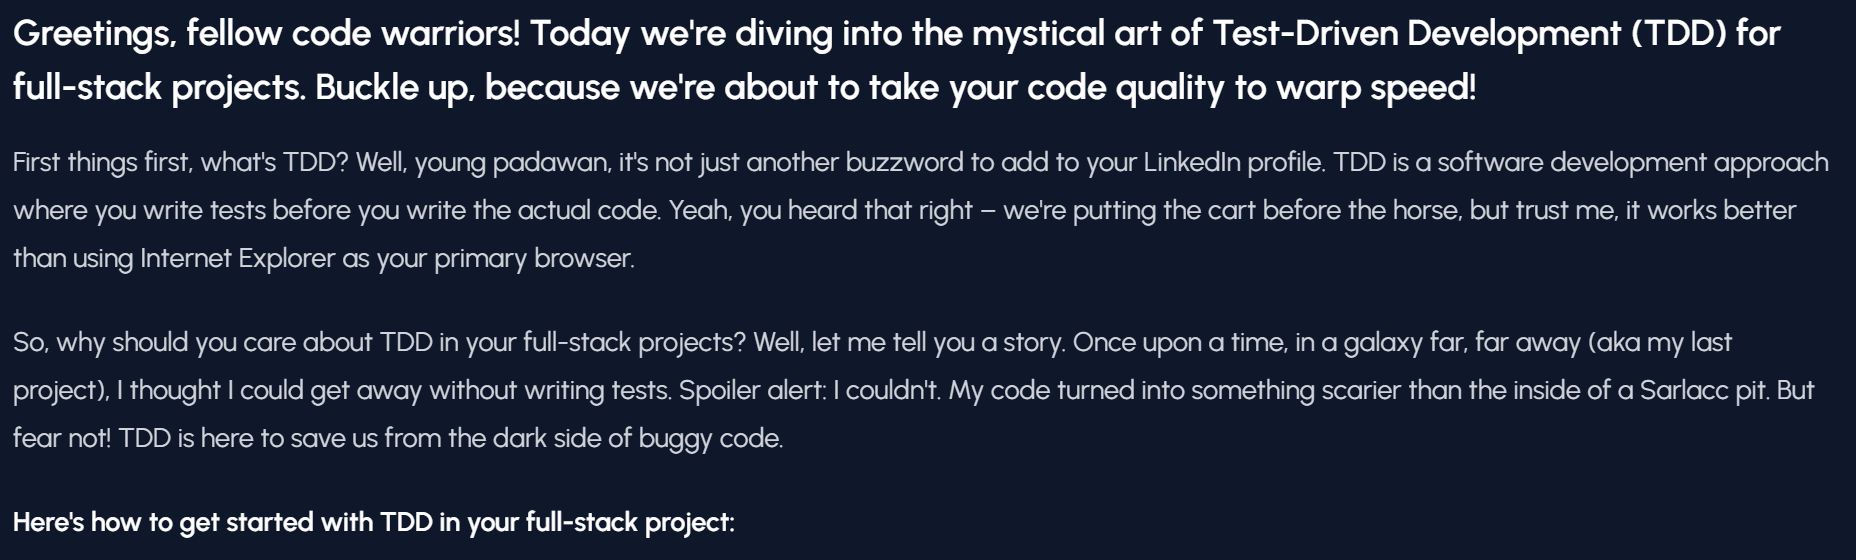 Greetings, fellow code warriors! Today we're diving into the mystical art of Test-Driven Development (TDD) for
full-stack projects. Buckle up, because we're about to take your code quality to warp speed!
First things first, what's TDD? Well, young padawan, it's not just another buzzword to add to your LinkedIn profile. TDD is a software development approach
where you write tests before you write the actual code. Yeah, you heard that right – we're putting the cart before the horse, but trust me, it works better
than using Internet Explorer as your primary browser.
So, why should you care about TDD in your full-stack projects? Well, let me tell you a story. Once upon a time, in a galaxy far, far away (aka my last
project), I thought I could get away without writing tests. Spoiler alert: I couldn't. My code turned into something scarier than the inside of a Sarlacc pit. But
fear not! TDD is here to save us from the dark side of buggy code.
Here's how to get started with TDD in your full-stack project: